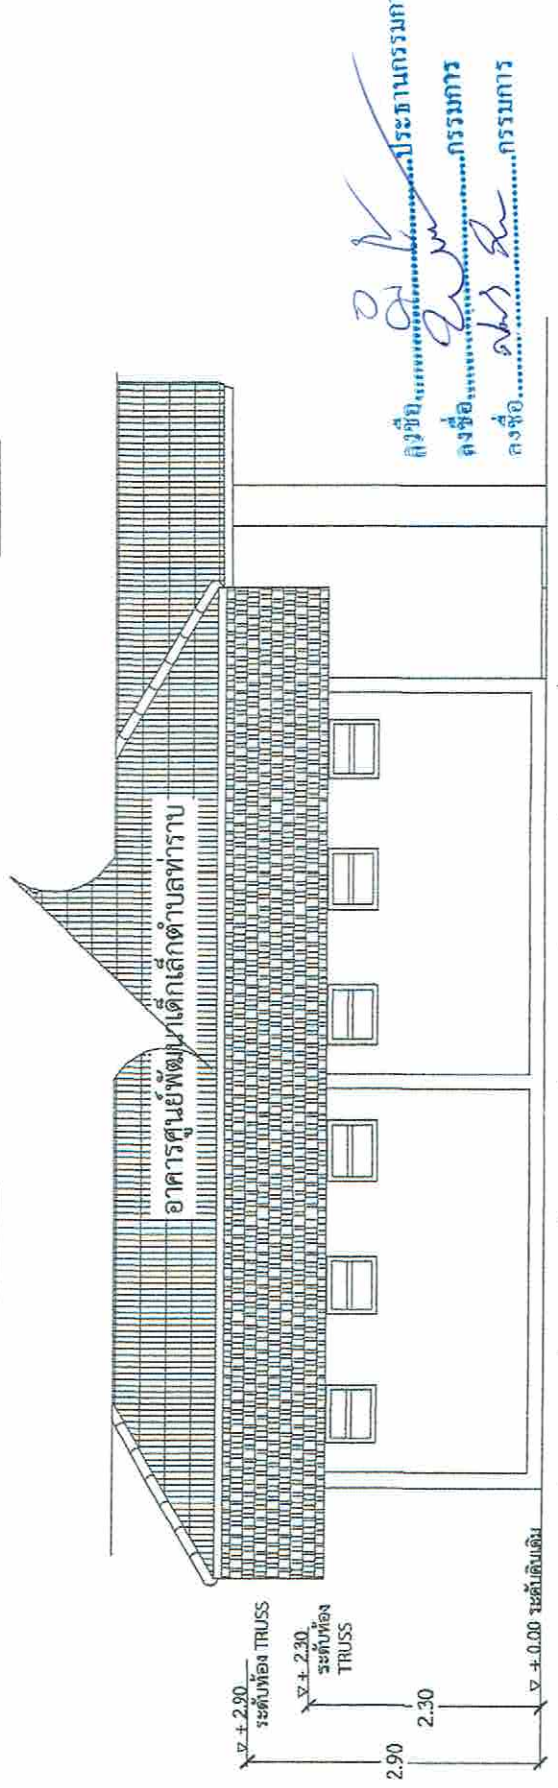 อาคารศูนย์พัฒนาเด็กเล็กตำบลท่าราบ
+ 2.90
ระดับท้อง TRUSS
+ 2.30
ระดับท้อง
TRUSS
+ 0.00 ระดับดินเดิม
2.30
2.90
ลงชื่อ....................ประธานกรรมการ
ลงชื่อ....................กรรมการ
ลงชื่อ....................กรรมการ